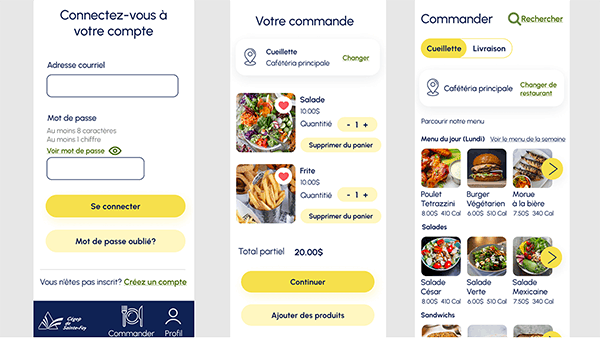 Connectez-vous à
votre compte
Adresse courriel
Mot de passe
Au moins 8 caractères
Au moins 1 chiffre
Voir mot de passe
Se connecter
Mot de passe oublié?
Vous n'êtes pas inscrit? Créez un compte
Cégep
de
Sainte-Foy
Commander
Profil
Votre commande
Cueillette
Cafétéria principale
Changer
Salade
10.00$
Quantitié
- 1 +
Supprimer du panier
Frite
10.00$
Quantitié
- 1 +
Supprimer du panier
Total partiel 20.00$
Continuer
Ajouter des produits
Commander
Rechercher
Cueillette
Livraison
Cafétéria principale
Changer de
restaurant
Parcourir notre menu
Menu du jour (Lundi)
Voir le menu de la semaine
Poulet
Tetrazzini
8.00$ 410 Cal
Burger
Végétarien
6.00$ 510 Cal
Morue
à la bière
7.50$ 340 Cal
Salades
Salade
César
8.00$ 410 Cal
Salade
Verte
6.00$ 510 Cal
Salade
Mexicaine
7.50$ 340 Cal
Sandwichs